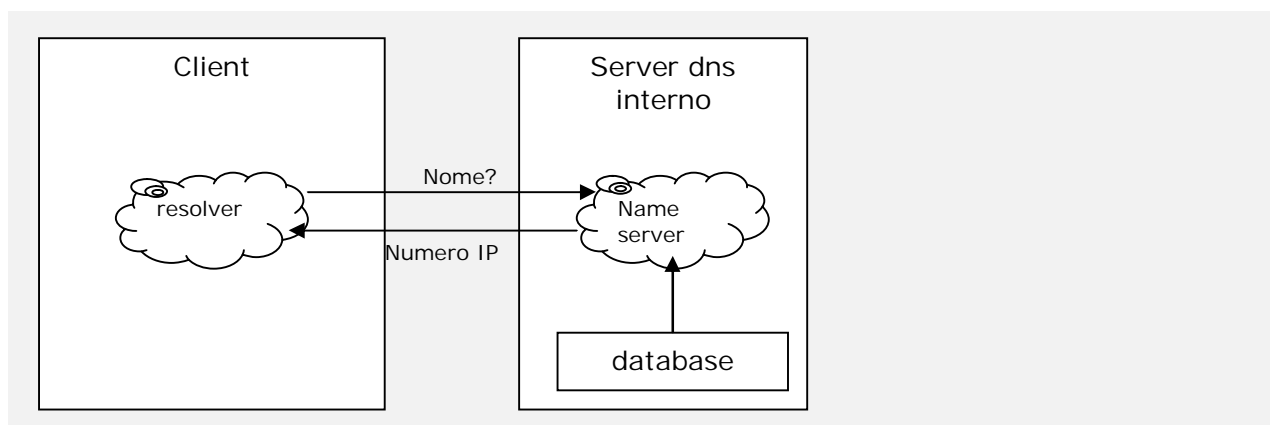 Client
Server dns
interno
Nome?
resolver
Name
server
Numero IP
database